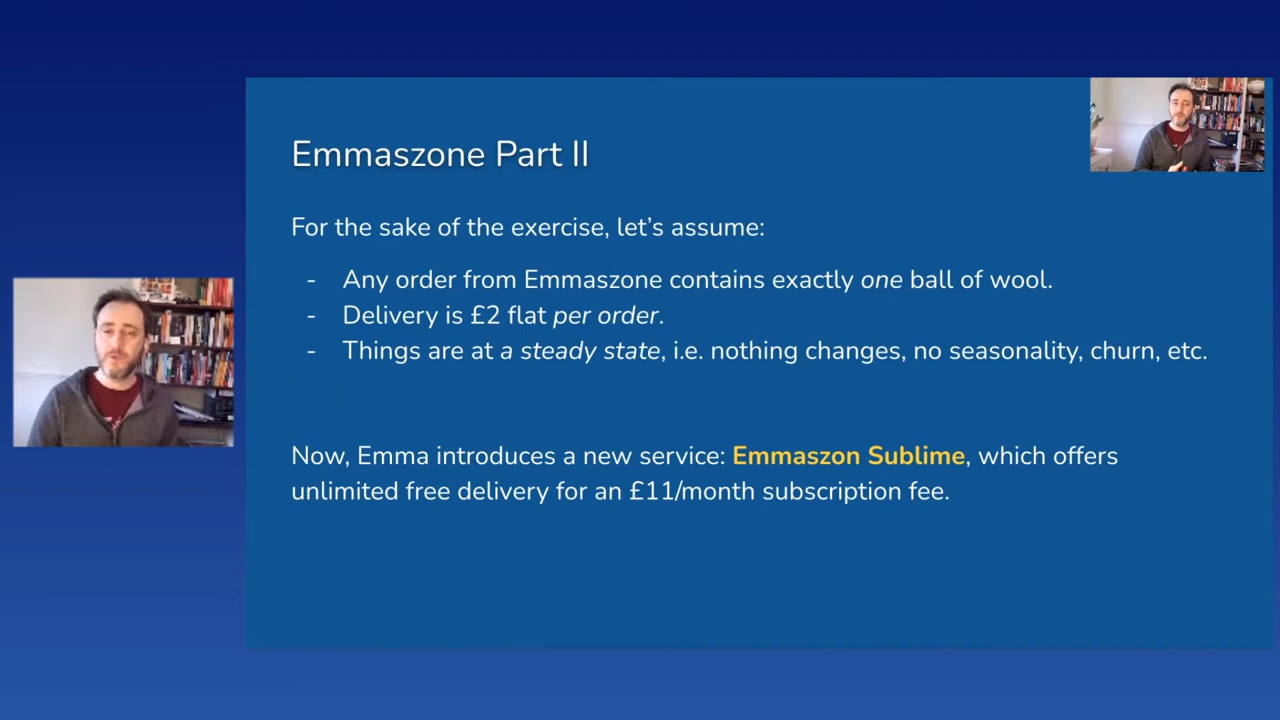 Emmaszone Part II
For the sake of the exercise, let's assume:
- Any order from Emmaszone contains exactly one ball of wool.
- Delivery is £2 flat per order.
- Things are at a steady state, i.e. nothing changes, no seasonality, churn, etc.
Now, Emma introduces a new service: Emmaszon Sublime, which offers
unlimited free delivery for an £11/month subscription fee.